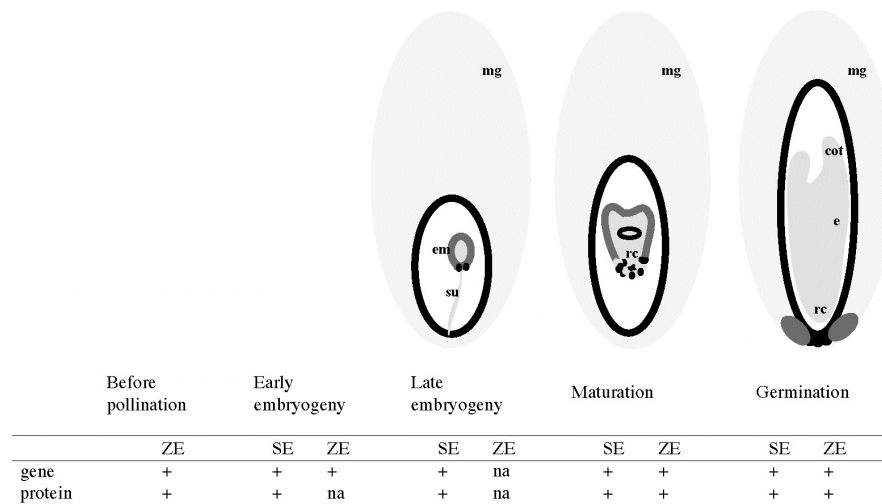 mg mg mg
cot
e
em rc
su
rc
Before pollination Early embryogeny Late embryogeny Maturation Germination
ZE SE ZE SE ZE SE ZE SE ZE
gene + + + + na + + + +
protein + + na + na + + + +